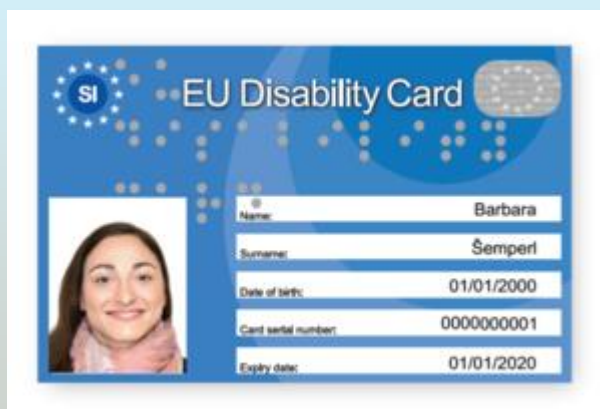 SI
EU Disability Card
Name: Barbara
Surname: Šemperl
Date of birth: 01/01/2000
Card serial number: 0000000001
Expiry date: 01/01/2020